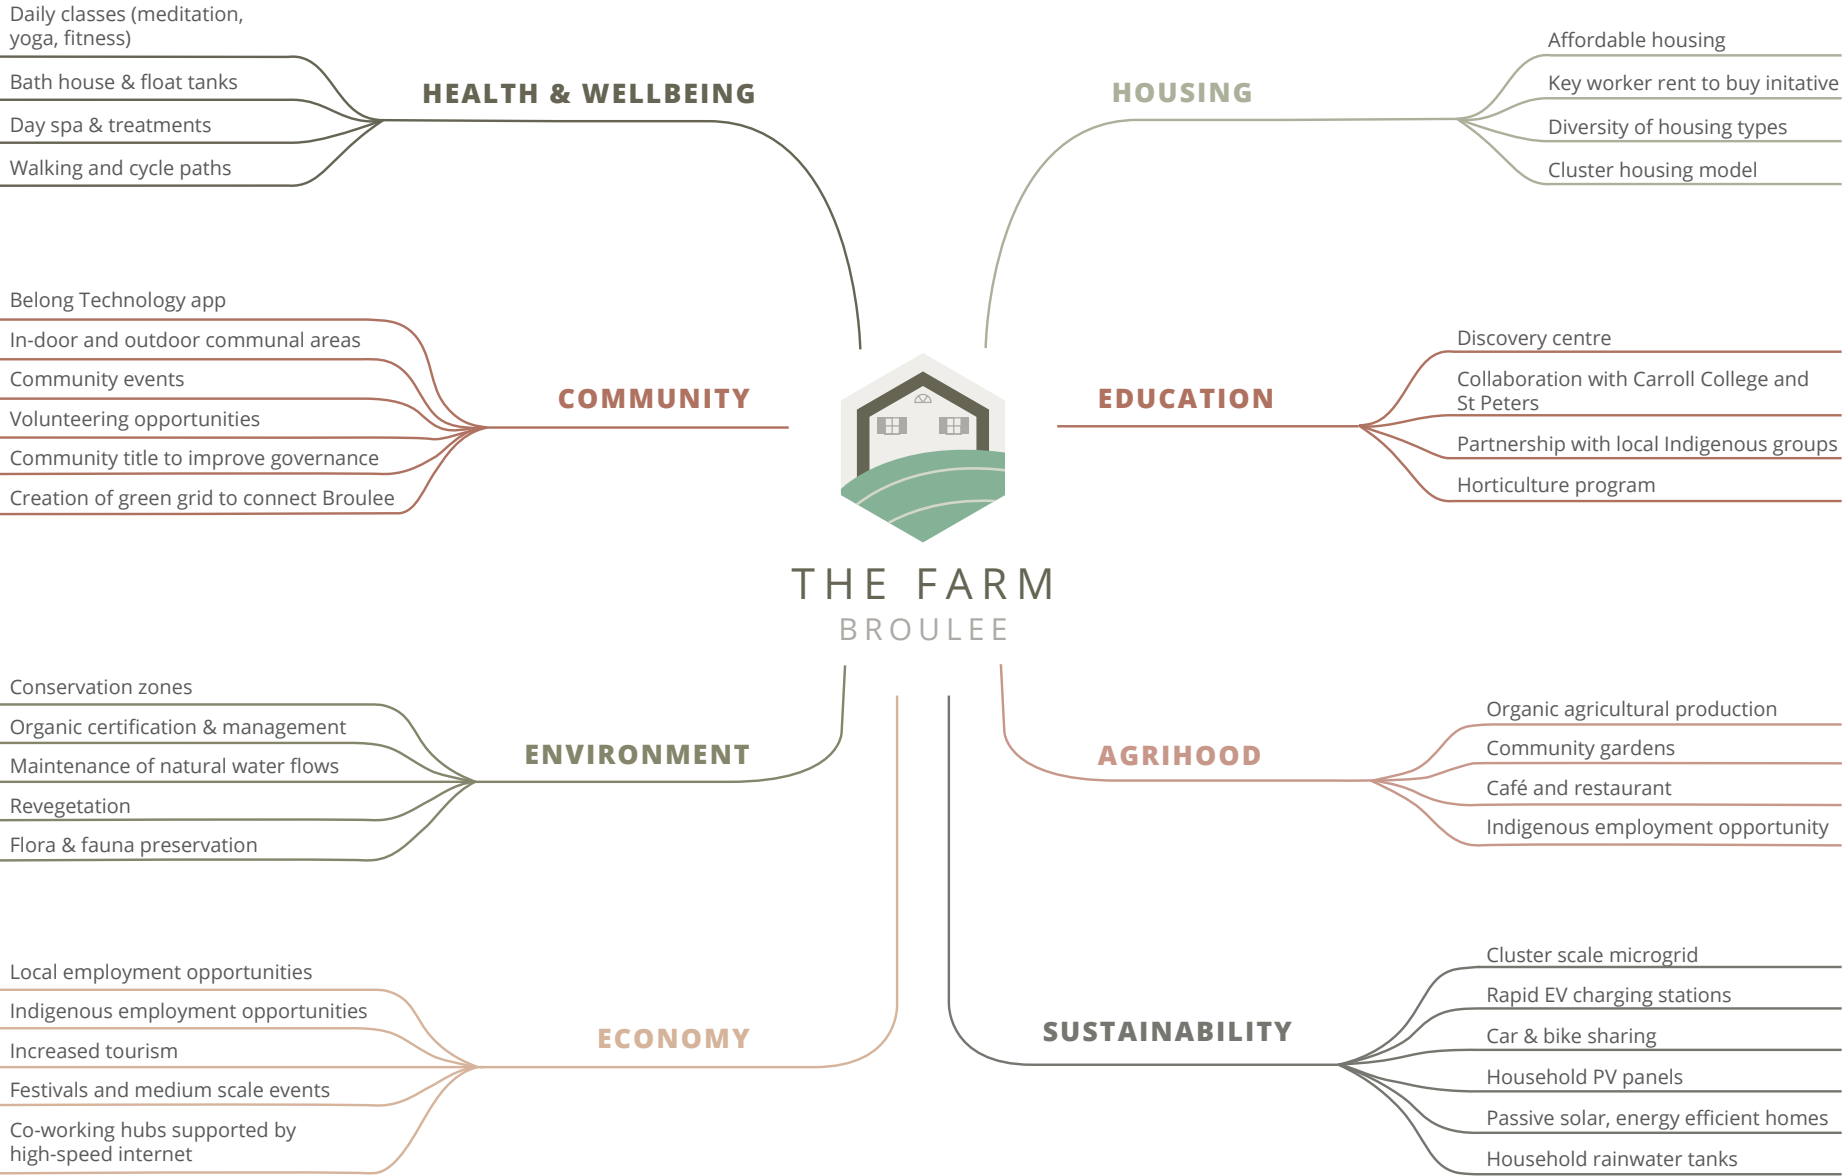 Daily classes (meditation,
yoga, fitness)
Bath house & float tanks
Day spa & treatments
Walking and cycle paths
HEALTH & WELLBEING
HOUSING
Affordable housing
Key worker rent to buy initative
Diversity of housing types
Cluster housing model
Belong Technology app
In-door and outdoor communal areas
Community events
Volunteering opportunities
Community title to improve governance
Creation of green grid to connect Broulee
COMMUNITY
EDUCATION
Discovery centre
Collaboration with Carroll College and
St Peters
Partnership with local Indigenous groups
Horticulture program
THE FARM
BROULEE
Conservation zones
Organic certification & management
Maintenance of natural water flows
Revegetation
Flora & fauna preservation
ENVIRONMENT
AGRIHOOD
Organic agricultural production
Community gardens
Café and restaurant
Indigenous employment opportunity
Local employment opportunities
Indigenous employment opportunities
Increased tourism
Festivals and medium scale events
Co-working hubs supported by
high-speed internet
ECONOMY
SUSTAINABILITY
Cluster scale microgrid
Rapid EV charging stations
Car & bike sharing
Household PV panels
Passive solar, energy efficient homes
Household rainwater tanks